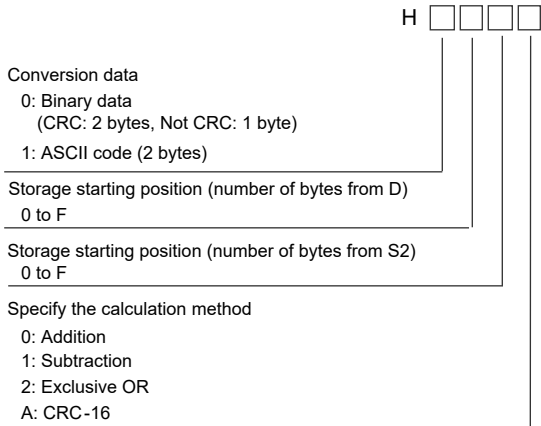 H
Conversion data
0: Binary data
(CRC: 2 bytes, Not CRC: 1 byte)
1: ASCII code (2 bytes)
Storage starting position (number of bytes from D)
0 to F
Storage starting position (number of bytes from S2)
0 to F
Specify the calculation method
0: Addition
1: Subtraction
2: Exclusive OR
A: CRC-16